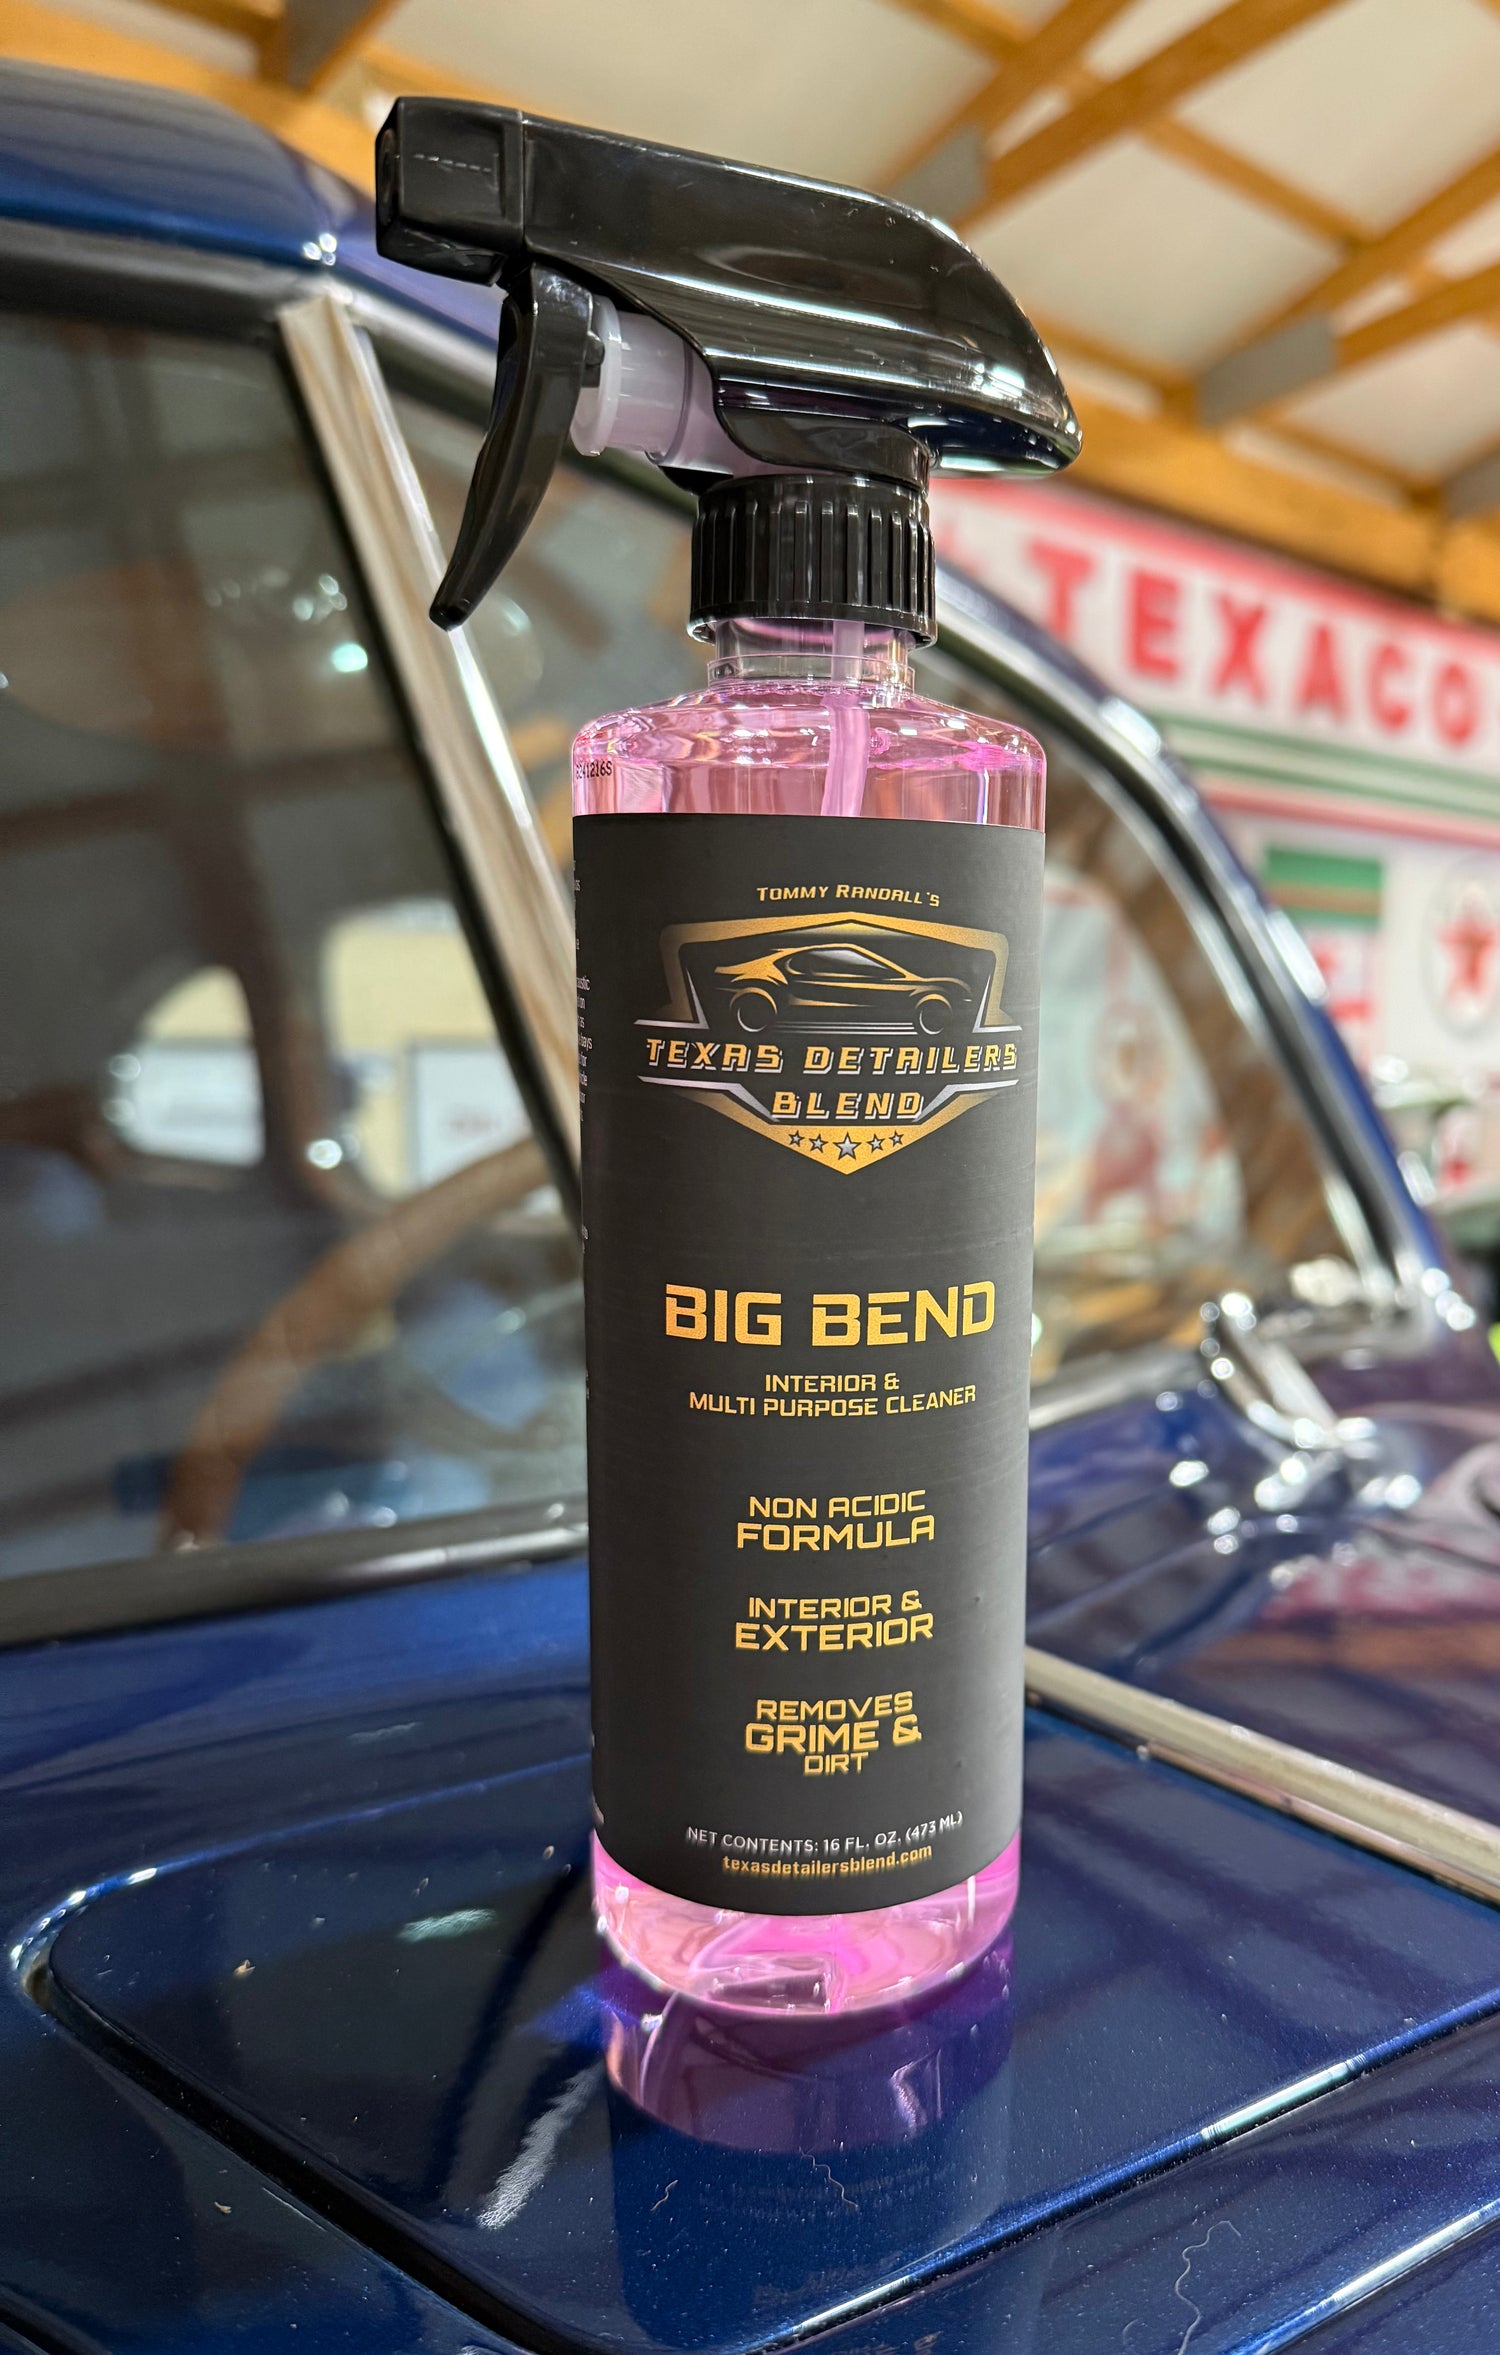 TEXACO
TOMMY RANDALL'S
TEXAS DETAILERS
BLEND
BIG BEND
INTERIOR &
MULTI PURPOSE CLEANER
NON ACIDIC
FORMULA
INTERIOR &
EXTERIOR
REMOVES
GRIME &
DIRT
NET CONTENTS: 16 FL. OZ. (473 ML)
texasdetailersblend.com